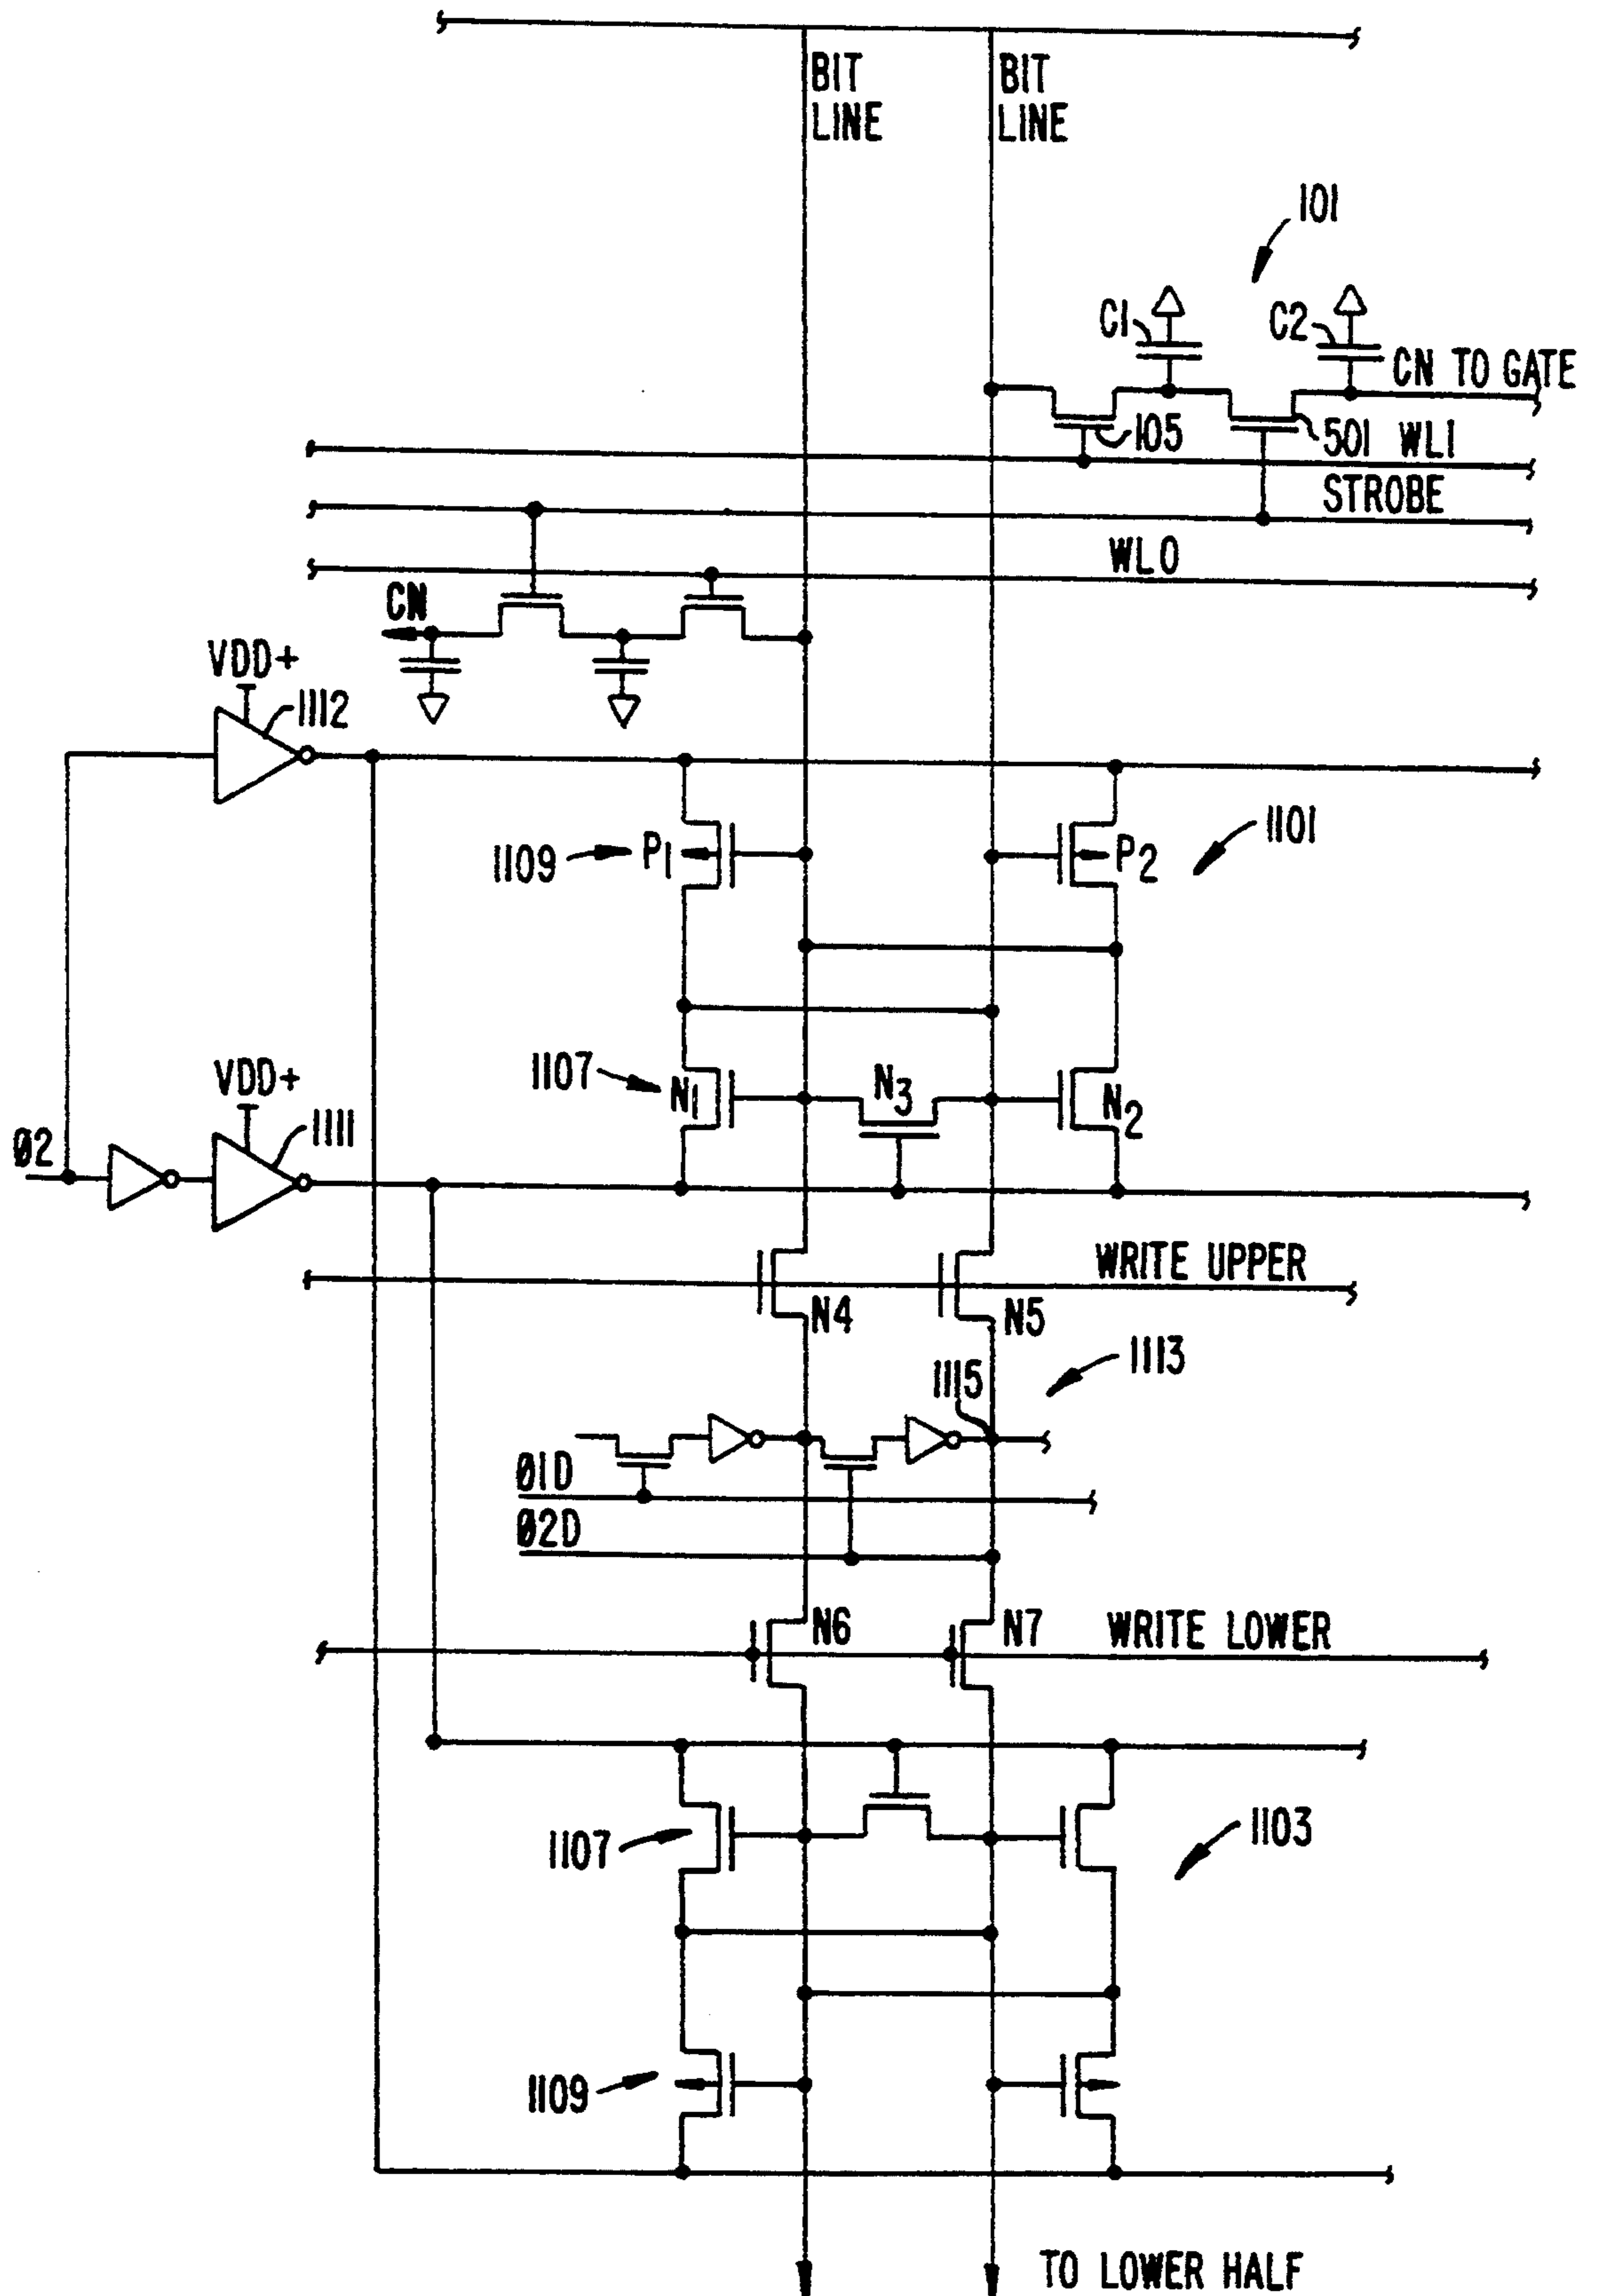 BIT
LINE
BIT
LINE
101
C1
C2
CN TO GATE
105
501 WL1
STROBE
WL0
CN
VDD+
1112
1109
P1
P2
1101
VDD+
1107
N1
N3
N2
1111
Ø2
WRITE UPPER
N4
N5
1113
1115
Ø1D
Ø2D
N6
N7
WRITE LOWER
1107
1103
1109
TO LOWER HALF